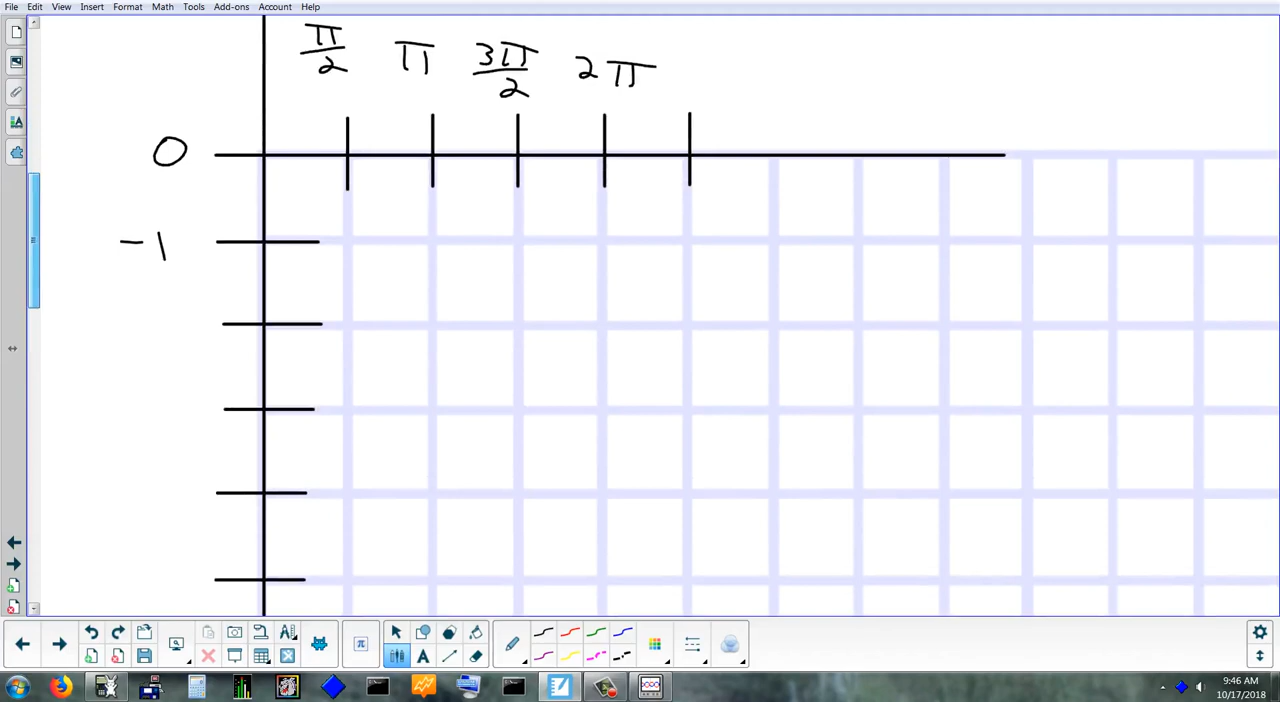 File Edit View Insert Format Math Tools Add-ons Account Help
π/2 π 3π/2 2π
0
-1
π
A
9:46 AM
10/17/2018